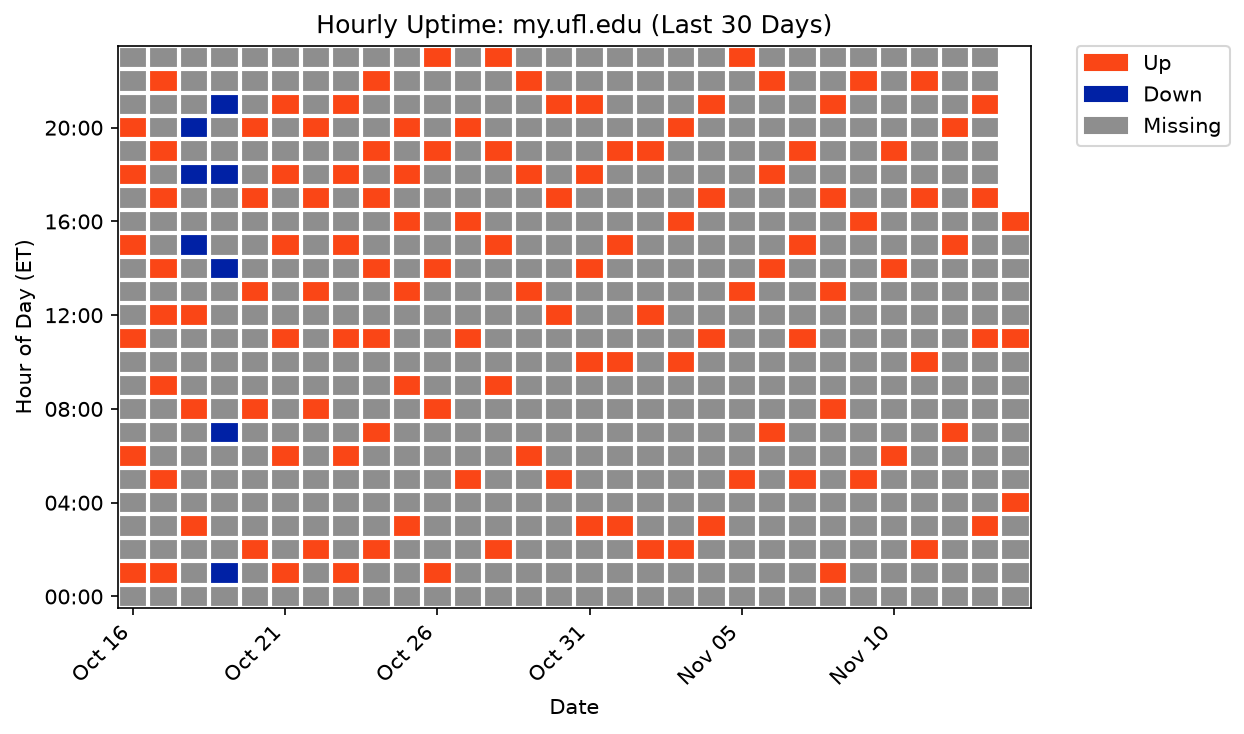 Hourly Uptime: my.ufl.edu (Last 30 Days)
Up
Down
Missing
20:00
16:00
12:00
08:00
04:00
00:00
Hour of Day (ET)
Oct 16
Oct 21
Oct 26
Oct 31
Nov 05
Nov 10
Date